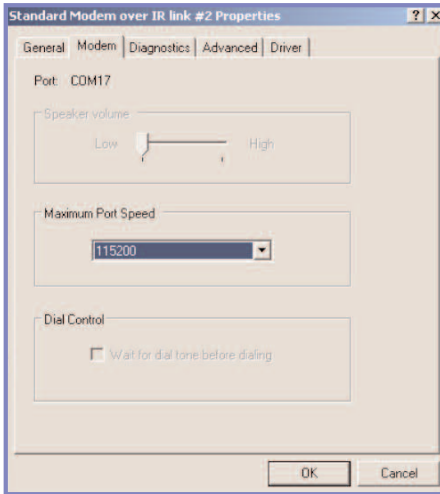 Standard Modem over IR link #2 Properties
General Modem Diagnostics Advanced Driver
Port: COM17
Speaker volume
Low High
Maximum Port Speed
115200
Dial Control
Wait for dial tone before dialing
OK Cancel